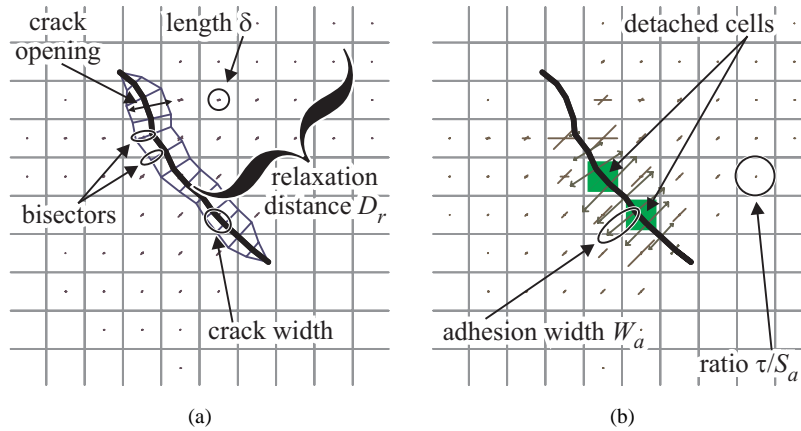 crack
opening
length δ
bisectors
relaxation
distance D_r
crack width
(a)
detached cells
adhesion width W_a
ratio τ/S_a
(b)